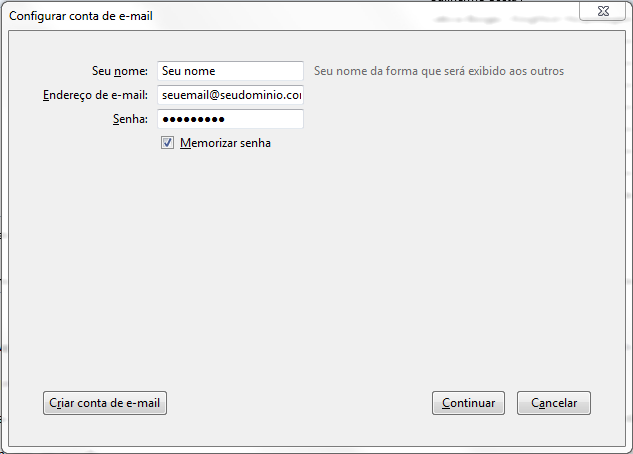 Configurar conta de e-mail
Seu nome: Seu nome Seu nome da forma que será exibido aos outros
Endereço de e-mail: seuemail@seudominio.co
Senha: •••••••••
Memorizar senha
Criar conta de e-mail Continuar Cancelar